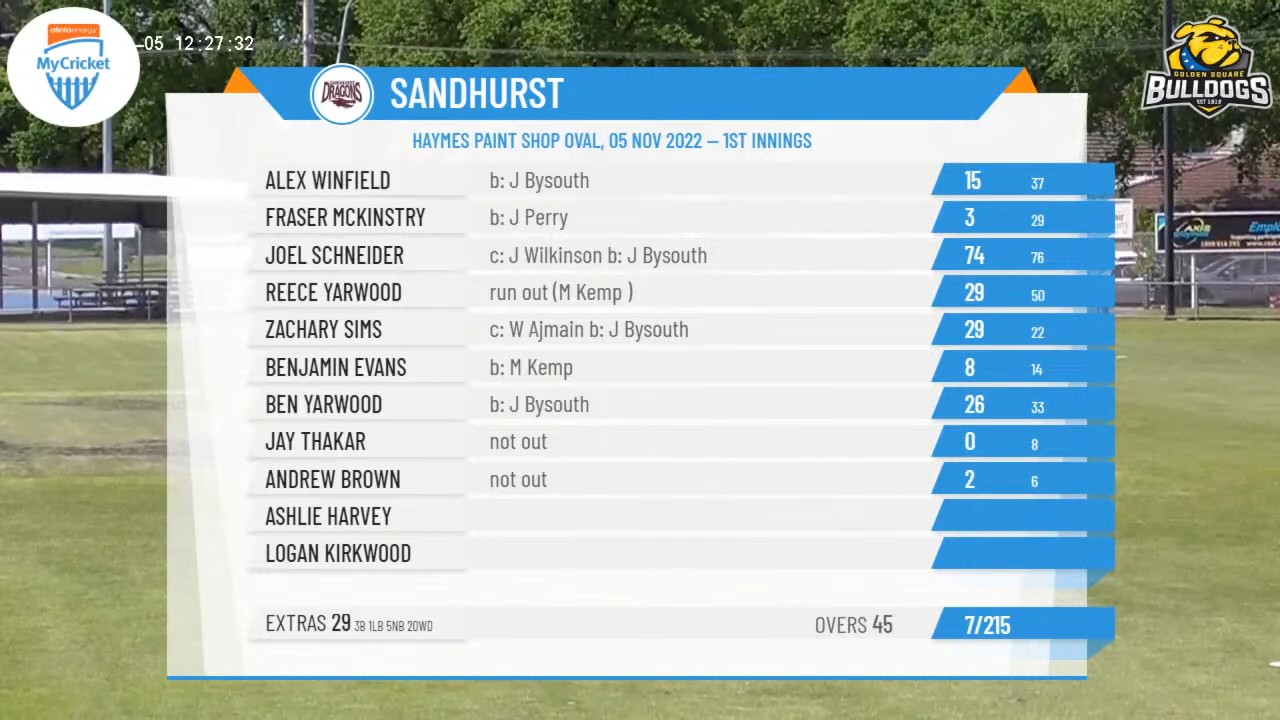 alintaenergy
MyCricket
-05 12:27:32
DRAGONS
SANDHURST
GOLDEN SQUARE
BULLDOGS
HAYMES PAINT SHOP OVAL, 05 NOV 2022 – 1ST INNINGS
ALEX WINFIELD b: J Bysouth 15 37
FRASER MCKINSTRY b: J Perry 3 29
JOEL SCHNEIDER c: J Wilkinson b: J Bysouth 74 76
REECE YARWOOD run out (M Kemp ) 29 50
ZACHARY SIMS c: W Ajmain b: J Bysouth 29 22
BENJAMIN EVANS b: M Kemp 8 14
BEN YARWOOD b: J Bysouth 26 33
JAY THAKAR not out 0 8
ANDREW BROWN not out 2 6
ASHLIE HARVEY
LOGAN KIRKWOOD
EXTRAS 29 3B 1LB 5NB 20WD OVERS 45 7/215
AXIS